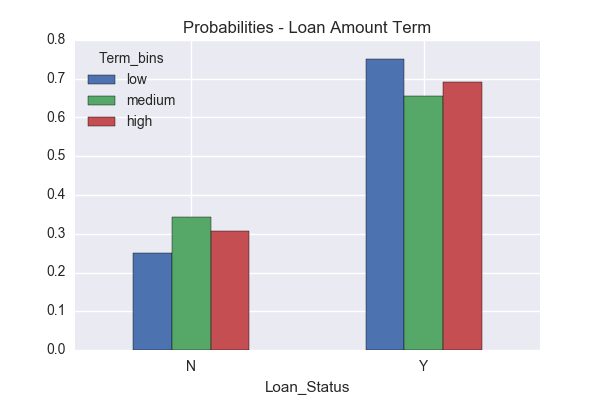 Probabilities - Loan Amount Term
0.8
0.7
0.6
0.5
0.4
0.3
0.2
0.1
0.0
Term_bins
low
medium
high
N Y
Loan_Status